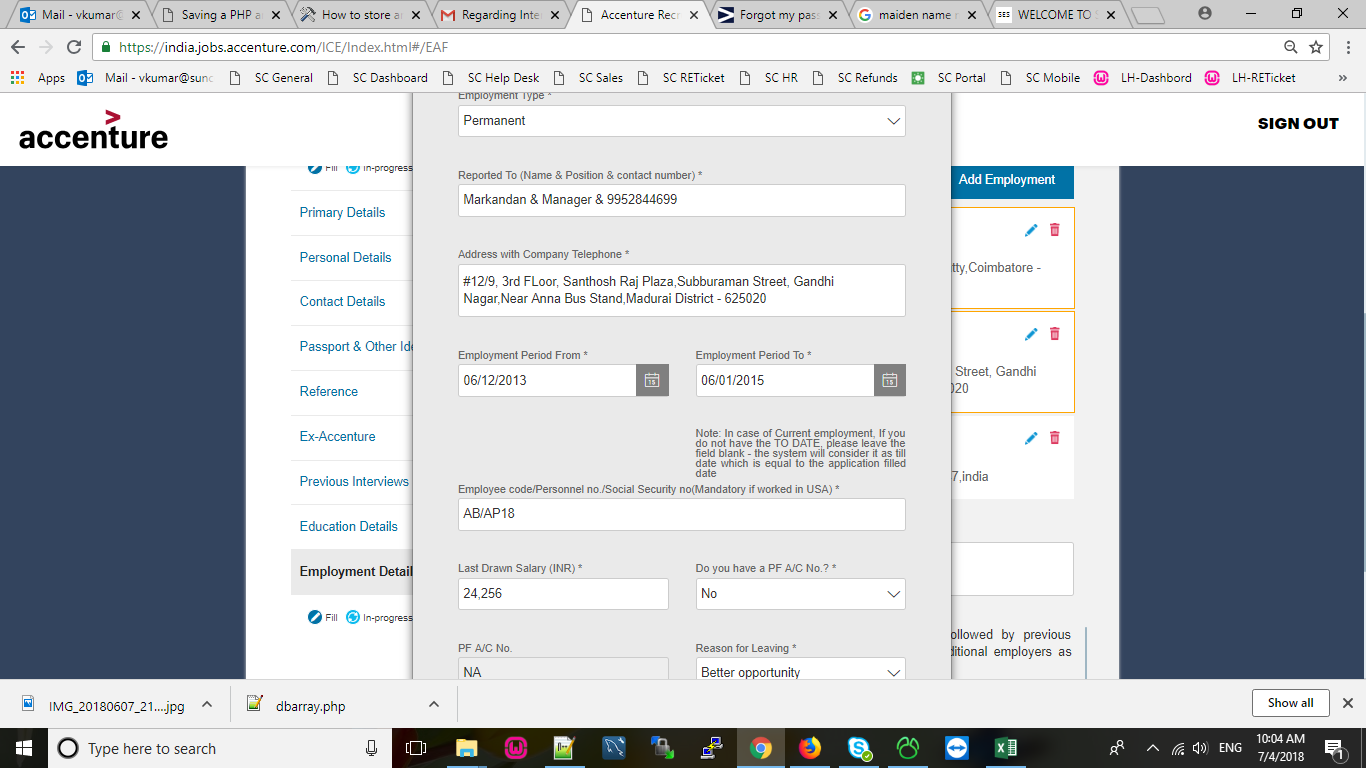 Mail - vkumar@
Saving a PHP a
How to store a
Regarding Inte
Accenture Recr
Forgot my pas
maiden name r
WELCOME TO S
https://india.jobs.accenture.com/ICE/Index.html#/EAF
Apps
Mail - vkumar@sund
SC General
SC Dashboard
SC Help Desk
SC Sales
SC RETicket
SC HR
SC Refunds
SC Portal
SC Mobile
LH-Dashbord
LH-RETicket
»
accenture
SIGN OUT
Fill
In-progress
Primary Details
Personal Details
Contact Details
Passport & Other Ide
Reference
Ex-Accenture
Previous Interviews
Education Details
Employment Detail
Fill
In-progress
Employment Type *
Permanent
Reported To (Name & Position & contact number) *
Markandan & Manager & 9952844699
Address with Company Telephone *
#12/9, 3rd FLoor, Santhosh Raj Plaza,Subburaman Street, Gandhi
Nagar,Near Anna Bus Stand,Madurai District - 625020
Employment Period From *
06/12/2013
Employment Period To *
06/01/2015
Note: In case of Current employment, If you
do not have the TO DATE, please leave the
field blank - the system will consider it as till
date which is equal to the application filled
date
Employee code/Personnel no./Social Security no(Mandatory if worked in USA) *
AB/AP18
Last Drawn Salary (INR) *
24,256
Do you have a PF A/C No.? *
No
PF A/C No.
NA
Reason for Leaving *
Better opportunity
Add Employment
tty,Coimbatore -
Street, Gandhi
020
7,india
ollowed by previous
ditional employers as
IMG_20180607_21....jpg
dbarray.php
Show all
Type here to search
ENG
10:04 AM
7/4/2018
1